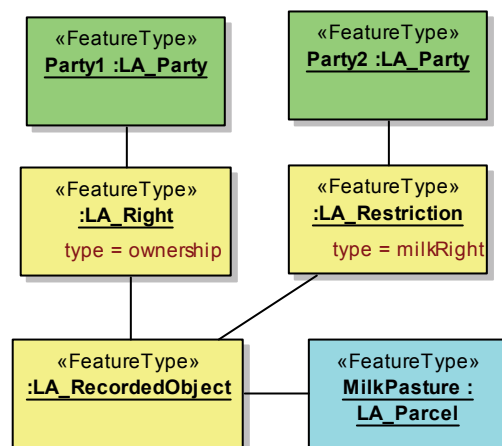 «FeatureType»
Party1 :LA_Party
«FeatureType»
Party2 :LA_Party
«FeatureType»
:LA_Right
type = ownership
«FeatureType»
:LA_Restriction
type = milkRight
«FeatureType»
:LA_RecordedObject
«FeatureType»
MilkPasture :
LA_Parcel